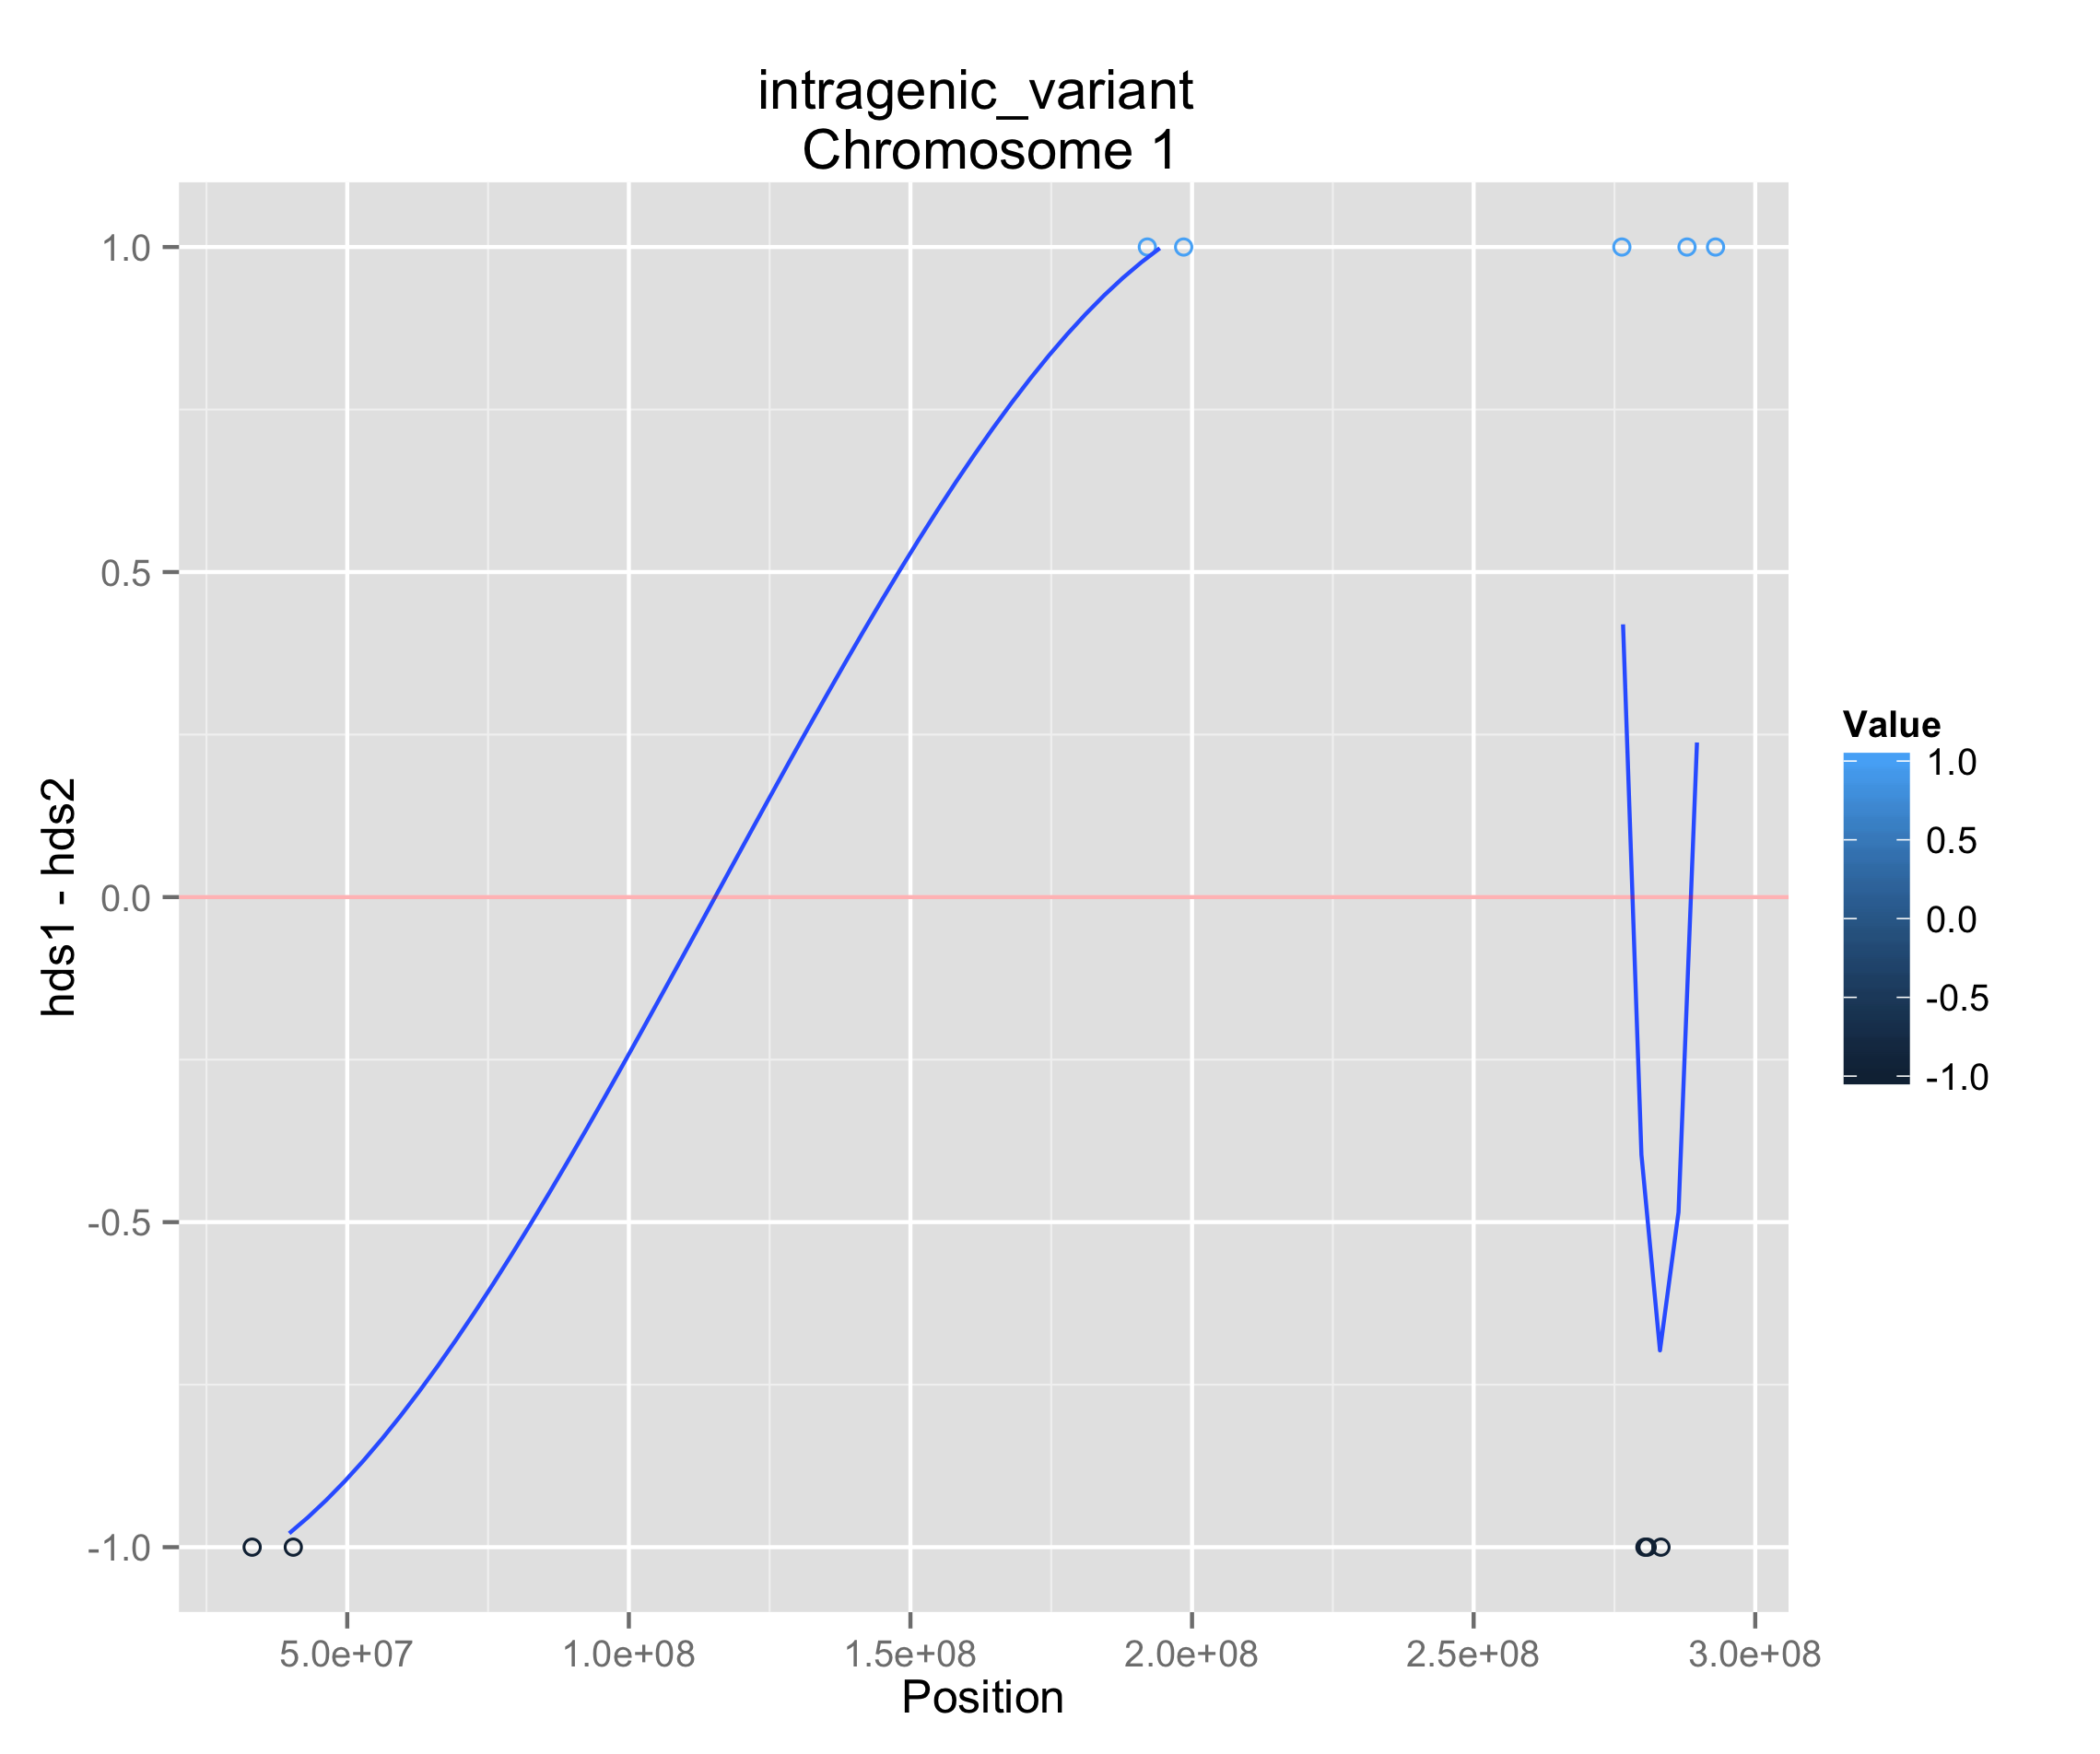 intragenic_variant
Chromosome 1
hds1 - hds2
1.0
0.5
0.0
-0.5
-1.0
5.0e+07
1.0e+08
1.5e+08
2.0e+08
2.5e+08
3.0e+08
Position
Value
1.0
0.5
0.0
-0.5
-1.0